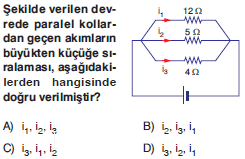 Şekilde verilen dev-
rede paralel kollar-
dan geçen akımların
büyükten küçüğe sı-
ralaması, aşağıdaki-
lerden hangisinde
doğru verilmiştir?
i₁ 12 Ω
i₂ 5 Ω
i₃ 4 Ω
A) i₁, i₂, i₃
B) i₂, i₃, i₁
C) i₃, i₁, i₂
D) i₃, i₂, i₁